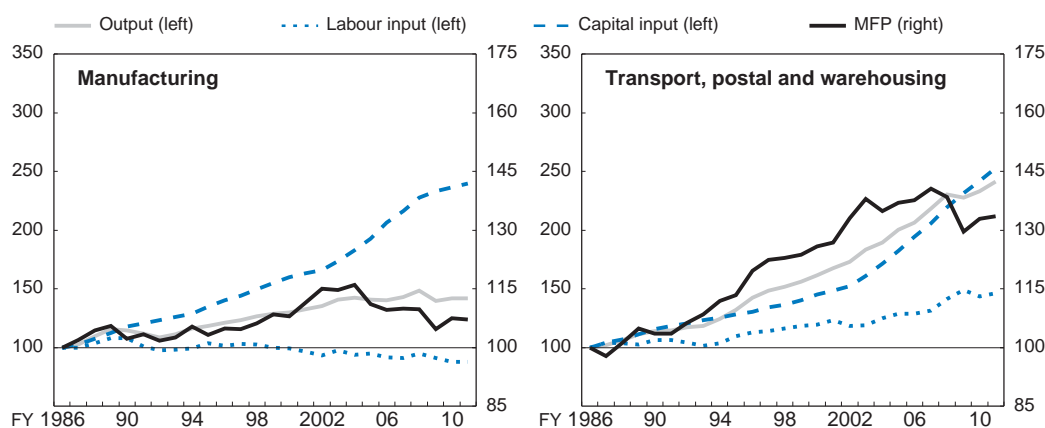 Output (left) Labour input (left) Capital input (left) MFP (right)
350 175 350 175
Manufacturing Transport, postal and warehousing
300 160 300 160
250 145 250 145
200 130 200 130
150 115 150 115
100 100 100 100
85 85
FY 1986 90 94 98 2002 06 10 FY 1986 90 94 98 2002 06 10